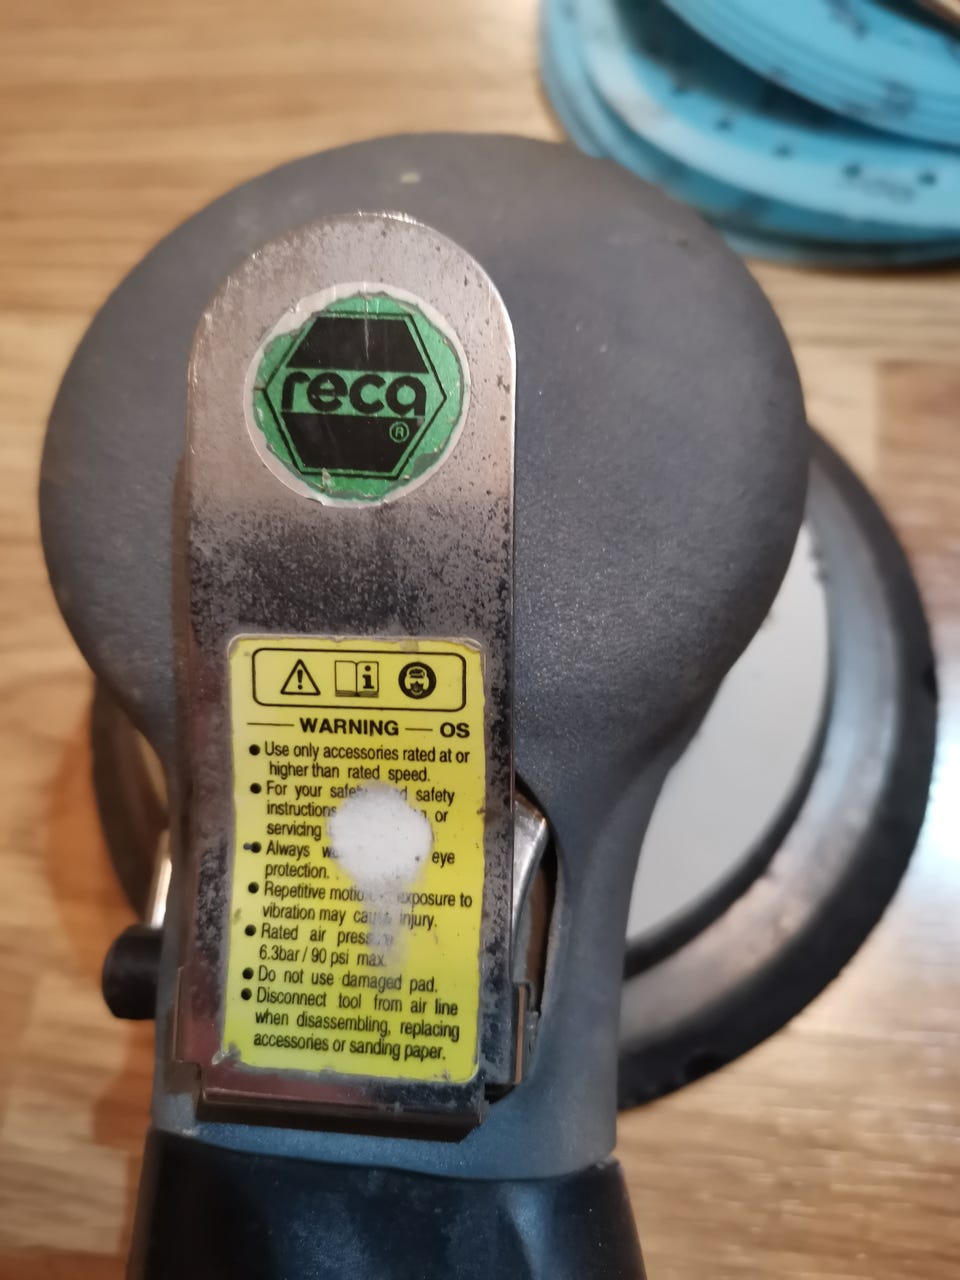 reca
®
WARNING OS
● Use only accessories rated at or
higher than rated speed.
● For your safety safety
instructions or
servicing
● Always eye
protection.
● Repetitive motion exposure to
vibration may cause injury.
● Rated air pressure
6.3bar / 90 psi max.
● Do not use damaged pad.
● Disconnect tool from air line
when disassembling, replacing
accessories or sanding paper.